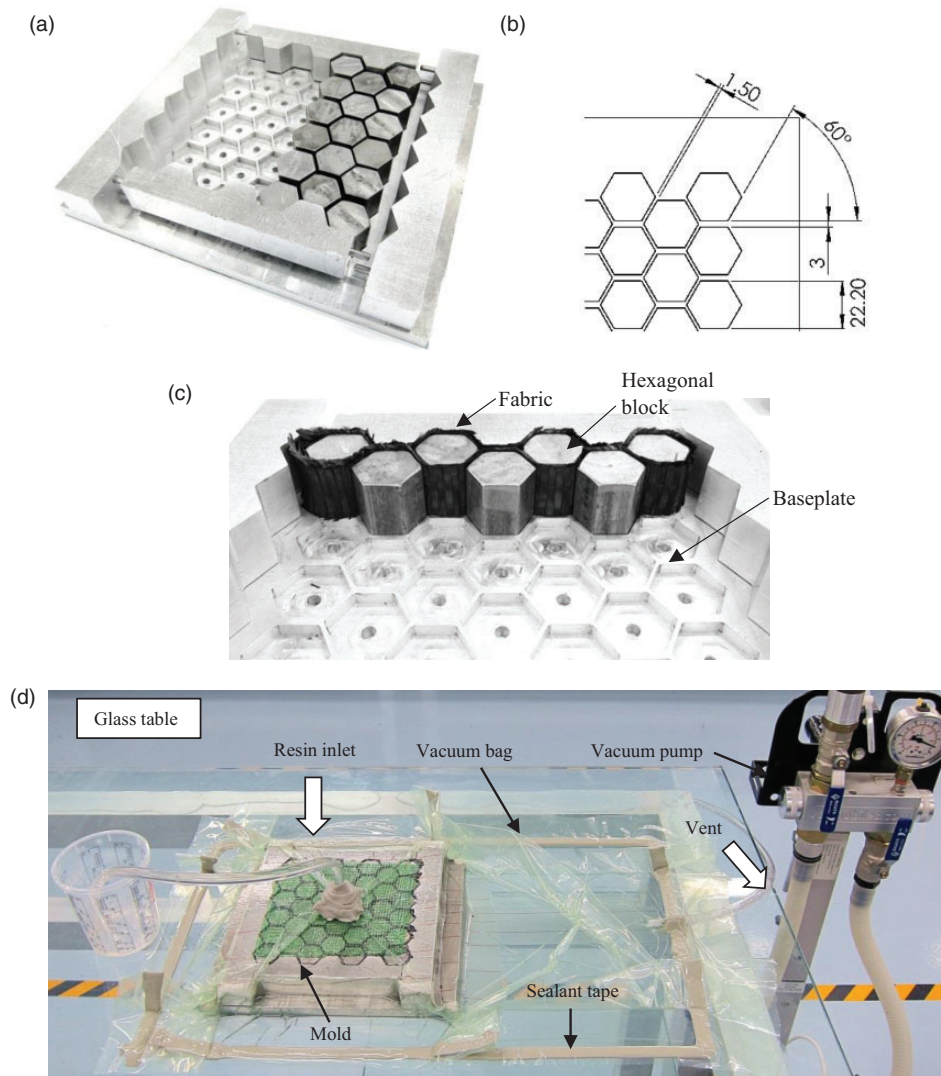 (a)
(b)
1.50
60°
3
22.20
(c)
Fabric
Hexagonal
block
Baseplate
(d)
Glass table
Resin inlet
Vacuum bag
Vacuum pump
Vent
Sealant tape
Mold